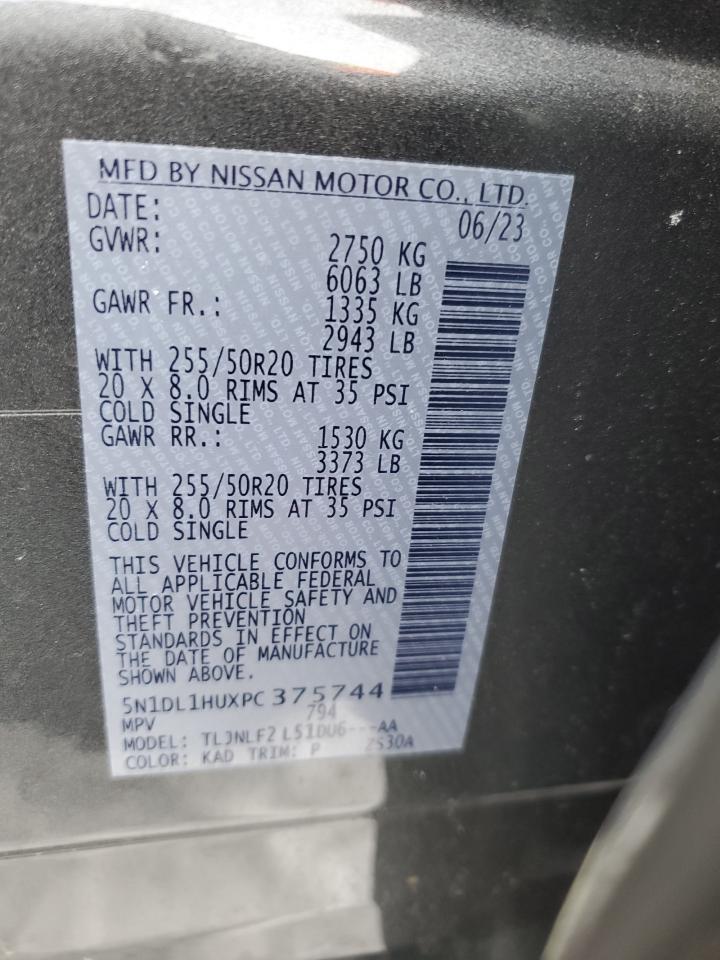 MFD BY NISSAN MOTOR CO., LTD.
DATE: 06/23
GVWR: 2750 KG
6063 LB
GAWR FR.: 1335 KG
2943 LB
WITH 255/50R20 TIRES
20 X 8.0 RIMS AT 35 PSI
COLD SINGLE
GAWR RR.: 1530 KG
3373 LB
WITH 255/50R20 TIRES
20 X 8.0 RIMS AT 35 PSI
COLD SINGLE
THIS VEHICLE CONFORMS TO
ALL APPLICABLE FEDERAL
MOTOR VEHICLE SAFETY AND
THEFT PREVENTION
STANDARDS IN EFFECT ON
THE DATE OF MANUFACTURE
SHOWN ABOVE.
5N1DL1HUXPC375744
MPV 794
MODEL: TLJNLF2 L51DU6---AA
COLOR: KAD TRIM: P 2S30A